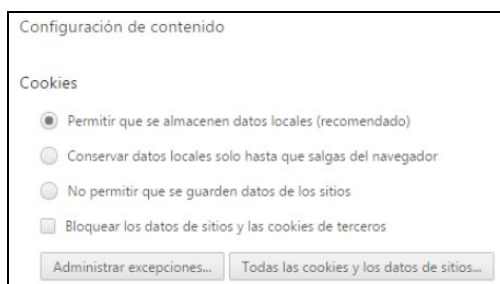 Configuración de contenido
Cookies
Permitir que se almacenen datos locales (recomendado)
Conservar datos locales solo hasta que salgas del navegador
No permitir que se guarden datos de los sitios
Bloquear los datos de sitios y las cookies de terceros
Administrar excepciones... Todas las cookies y los datos de sitios...